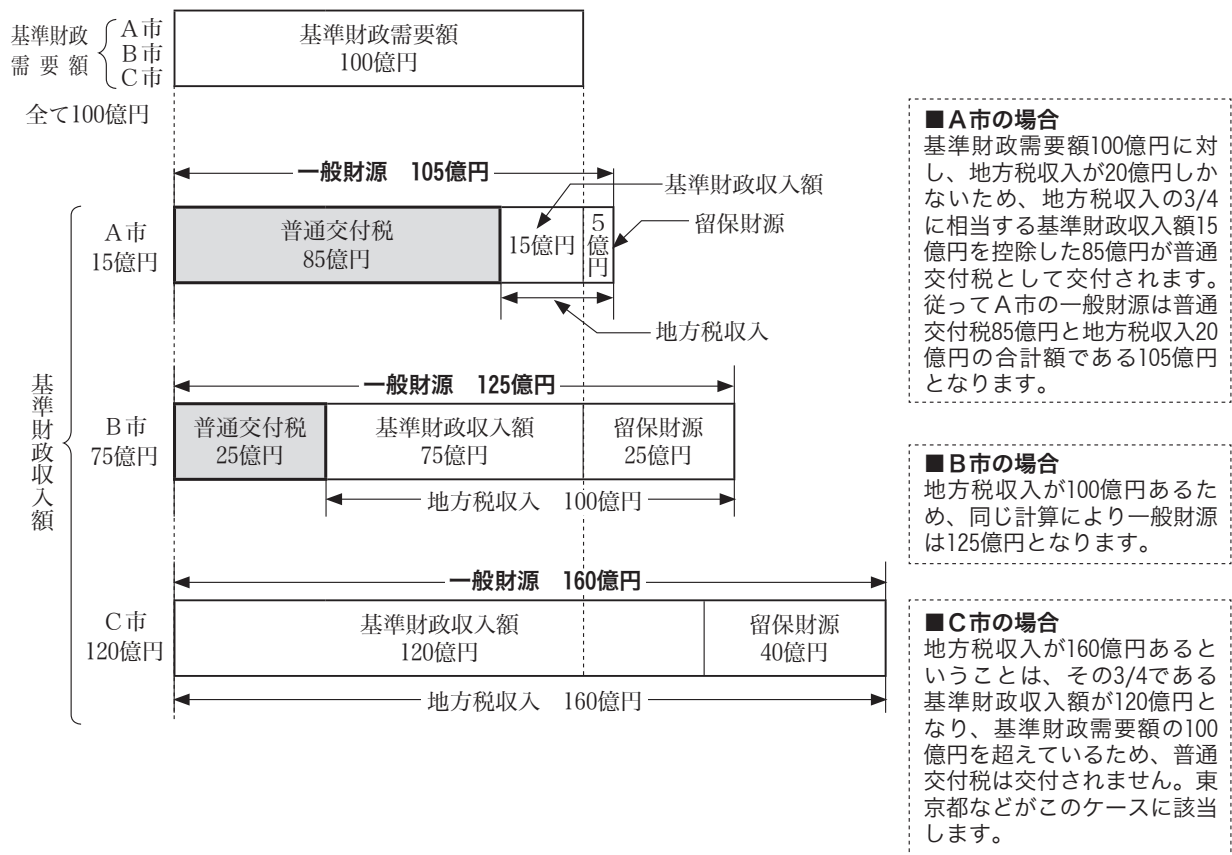 基準財政
需要額
A市
B市
C市
全て100億円
基準財政需要額
100億円
一般財源 105億円
基準財政収入額
留保財源
A市
15億円
普通交付税
85億円
15億円
5億円
地方税収入
基準財政収入額
一般財源 125億円
B市
75億円
普通交付税
25億円
基準財政収入額
75億円
留保財源
25億円
地方税収入 100億円
一般財源 160億円
C市
120億円
基準財政収入額
120億円
留保財源
40億円
地方税収入 160億円
■A市の場合
基準財政需要額100億円に対
し、地方税収入が20億円しか
ないため、地方税収入の3/4
に相当する基準財政収入額15
億円を控除した85億円が普通
交付税として交付されます。
従ってA市の一般財源は普通
交付税85億円と地方税収入20
億円の合計額である105億円
となります。
■B市の場合
地方税収入が100億円あるた
め、同じ計算により一般財源
は125億円となります。
■C市の場合
地方税収入が160億円あると
いうことは、その3/4である
基準財政収入額が120億円と
なり、基準財政需要額の100
億円を超えているため、普通
交付税は交付されません。東
京都などがこのケースに該当
します。